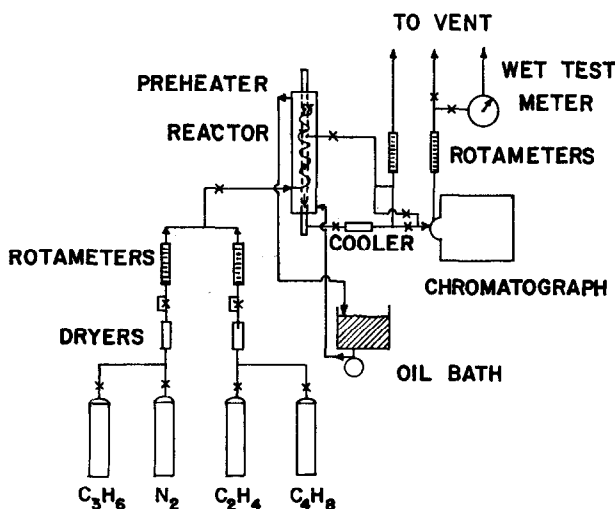 TO VENT
PREHEATER
WET TEST
METER
REACTOR
ROTAMETERS
COOLER
ROTAMETERS
CHROMATOGRAPH
DRYERS
OIL BATH
C3H6 N2 C2H4 C4H8